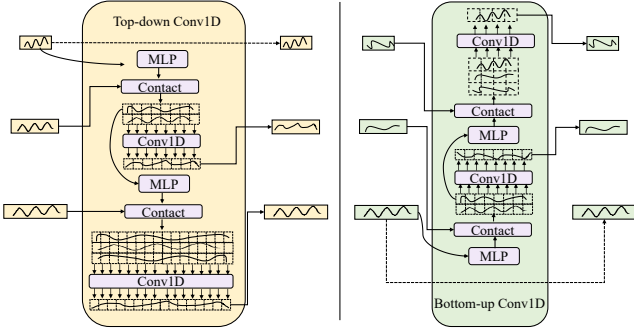 Top-down Conv1D
MLP
Contact
Conv1D
MLP
Contact
Conv1D
Conv1D
Contact
MLP
Conv1D
Contact
MLP
Bottom-up Conv1D